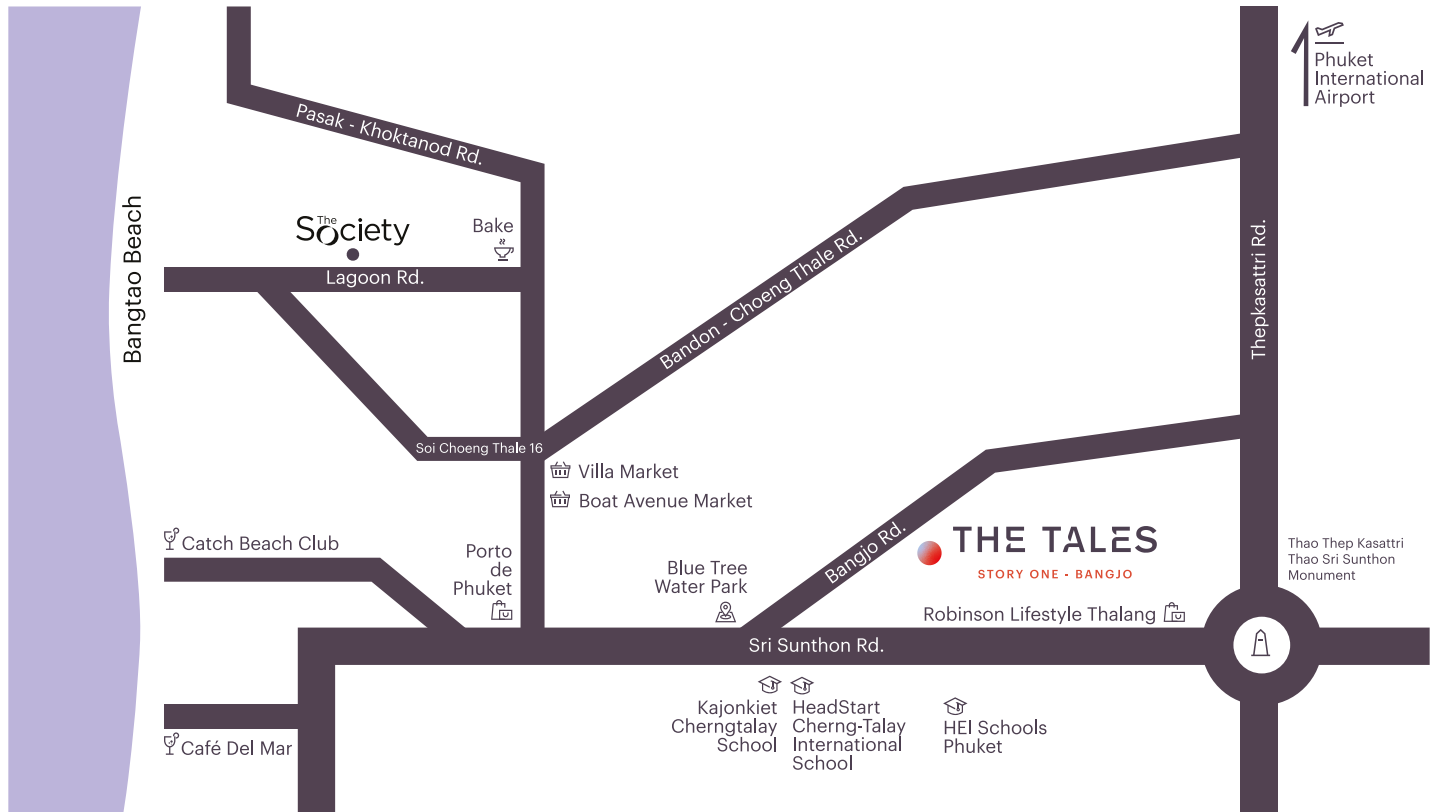 Phuket
International
Airport
Pasak - Khoktanod Rd.
Bangtao Beach
The
Society
Bake
Lagoon Rd.
Bandon - Choeng Thale Rd.
Thepkasattri Rd.
Soi Choeng Thale 16
Villa Market
Boat Avenue Market
Catch Beach Club
Porto
de
Phuket
Blue Tree
Water Park
Bangjo Rd.
THE TALES
STORY ONE - BANGJO
Thao Thep Kasattri
Thao Sri Sunthon
Monument
Robinson Lifestyle Thalang
Sri Sunthon Rd.
Kajonkiet
Cherngtalay
School
HeadStart
Cherng-Talay
International
School
HEI Schools
Phuket
Café Del Mar